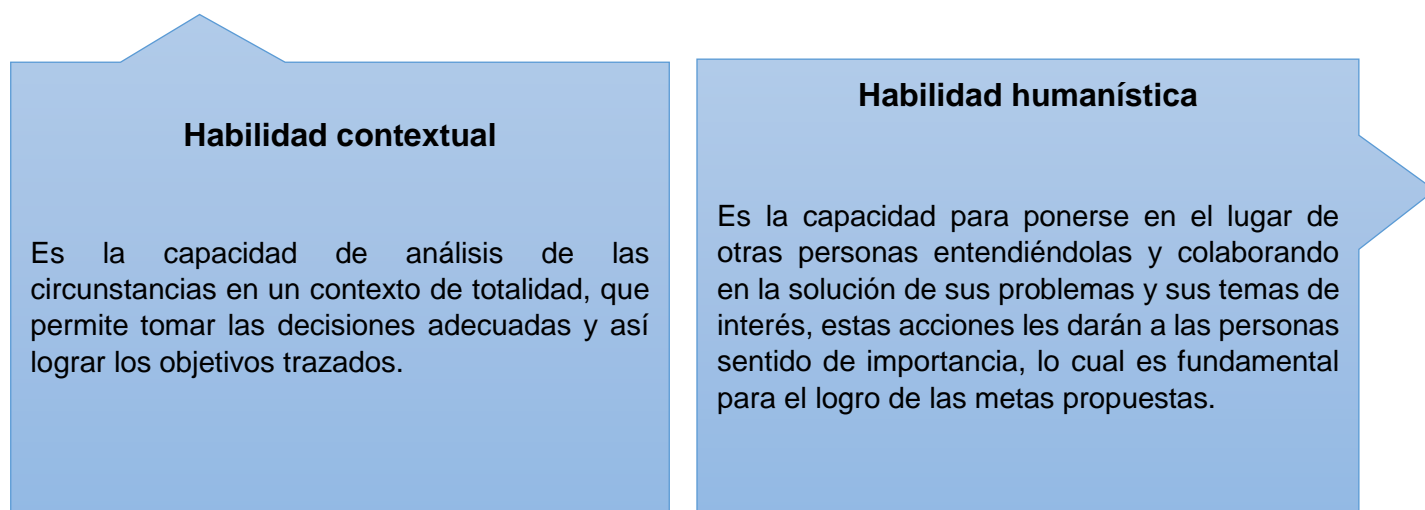 Habilidad contextual
Es la capacidad de análisis de las
circunstancias en un contexto de totalidad, que
permite tomar las decisiones adecuadas y así
lograr los objetivos trazados.
Habilidad humanística
Es la capacidad para ponerse en el lugar de
otras personas entendiéndolas y colaborando
en la solución de sus problemas y sus temas de
interés, estas acciones les darán a las personas
sentido de importancia, lo cual es fundamental
para el logro de las metas propuestas.